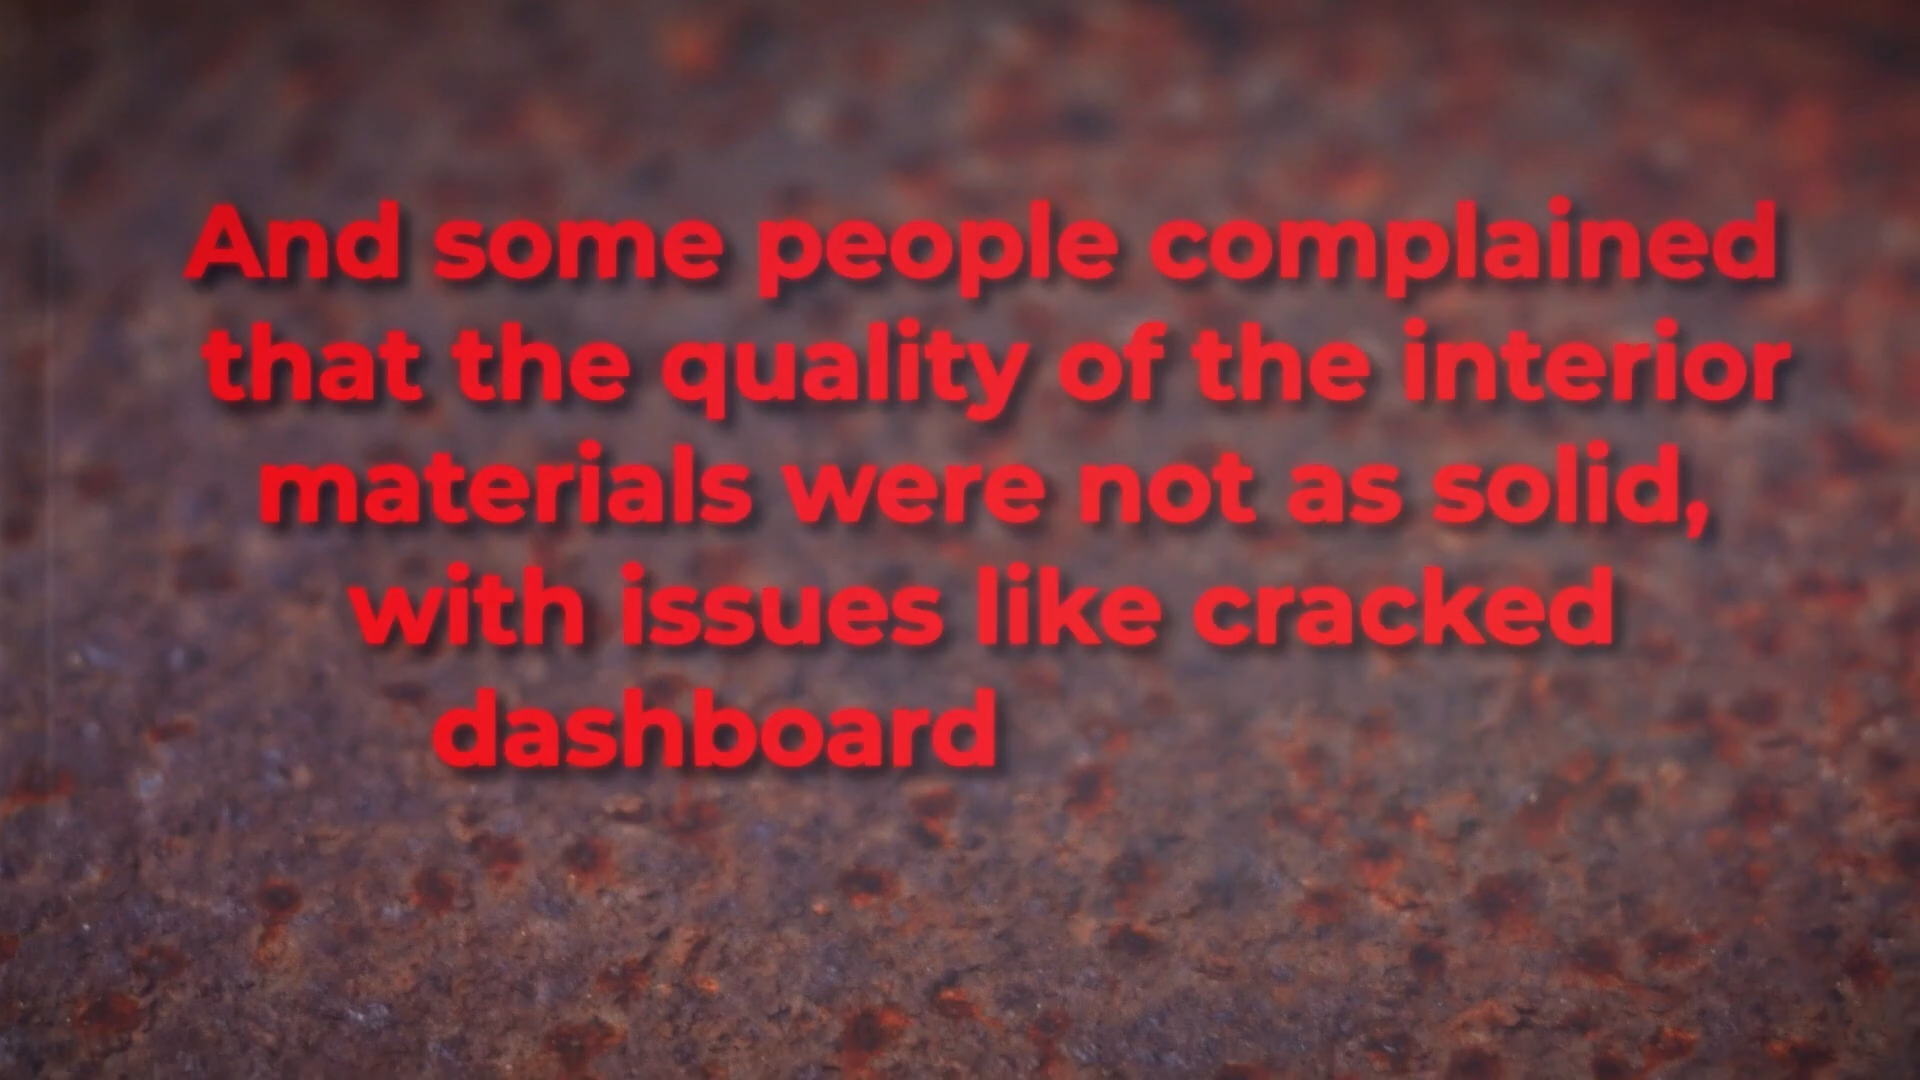 And some people complained
that the quality of the interior
materials were not as solid,
with issues like cracked
dashboard